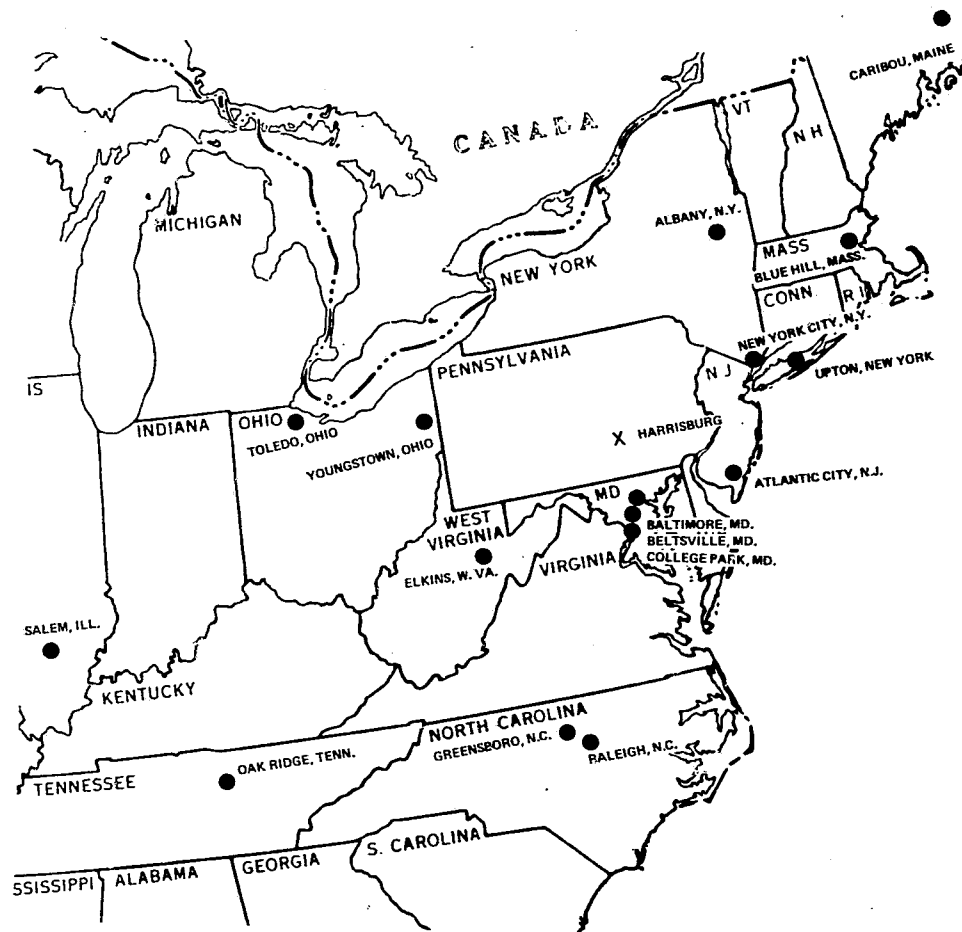 CARIBOU, MAINE
CANADA
VT
N H
MICHIGAN
ALBANY, N.Y.
MASS
BLUE HILL, MASS.
NEW YORK
CONN
R I
NEW YORK CITY, N.Y.
PENNSYLVANIA
N J
UPTON, NEW YORK
IS
INDIANA
OHIO
TOLEDO, OHIO
X HARRISBURG
YOUNGSTOWN, OHIO
ATLANTIC CITY, N.J.
MD
WEST
VIRGINIA
BALTIMORE, MD.
BELTSVILLE, MD.
COLLEGE PARK, MD.
VIRGINIA
ELKINS, W. VA.
SALEM, ILL.
KENTUCKY
NORTH CAROLINA
GREENSBORO, N.C.
RALEIGH, N.C.
OAK RIDGE, TENN.
TENNESSEE
S. CAROLINA
GEORGIA
ALABAMA
SSISSIPPI